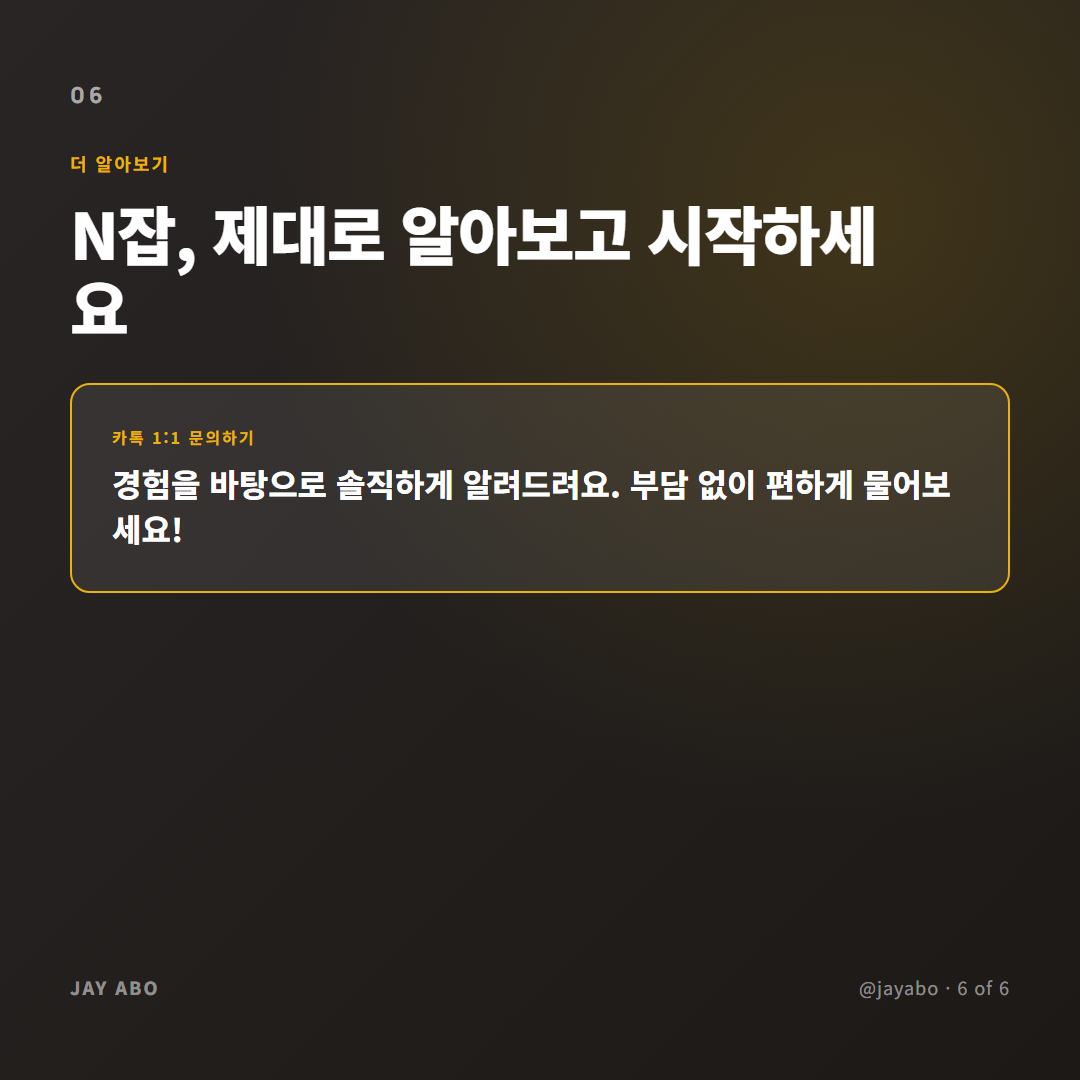 06
더 알아보기
N잡, 제대로 알아보고 시작하세
요
카톡 1:1 문의하기
경험을 바탕으로 솔직하게 알려드려요. 부담 없이 편하게 물어보
세요!
JAY ABO
@jayabo · 6 of 6